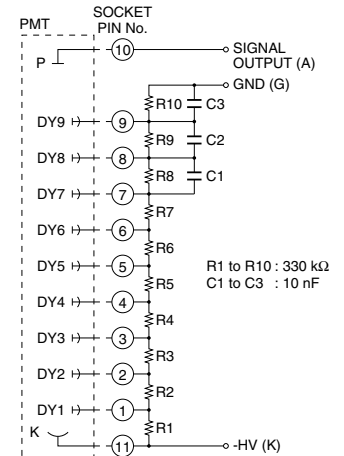 SOCKET
PIN No.
PMT
10
SIGNAL
OUTPUT (A)
P
GND (G)
R10
C3
DY9
9
R9
C2
DY8
8
R8
C1
DY7
7
R7
DY6
6
R6
DY5
5
R1 to R10 : 330 kΩ
C1 to C3 : 10 nF
R5
DY4
4
R4
DY3
3
R3
DY2
2
R2
DY1
1
R1
K
11
-HV (K)